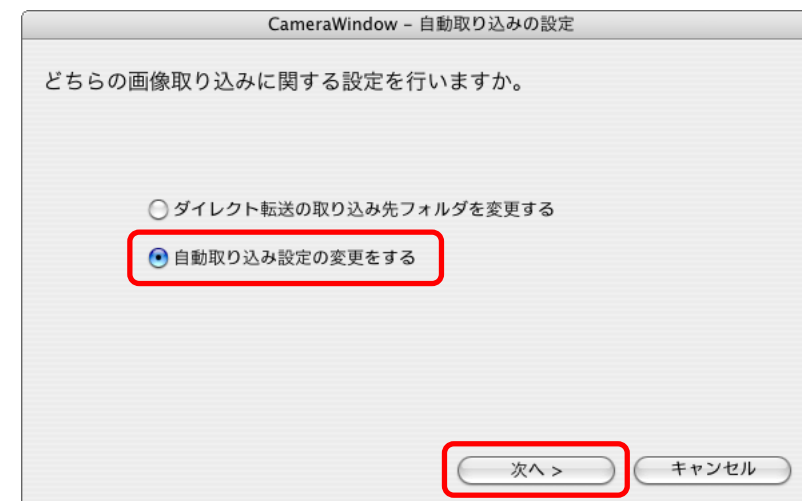 CameraWindow – 自動取り込みの設定
どちらの画像取り込みに関する設定を行いますか。
ダイレクト転送の取り込み先フォルダを変更する
自動取り込み設定の変更をする
次へ > キャンセル